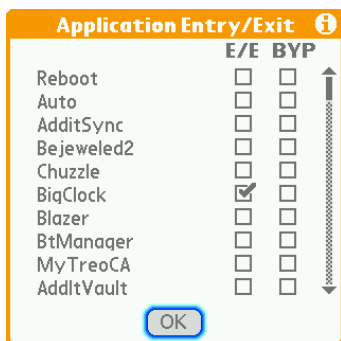 Application Entry/Exit i
E/E BYP
Reboot
Auto
AdditSync
Bejeweled2
Chuzzle
BigClock
Blazer
BtManager
MyTreoCA
AddItVault
OK